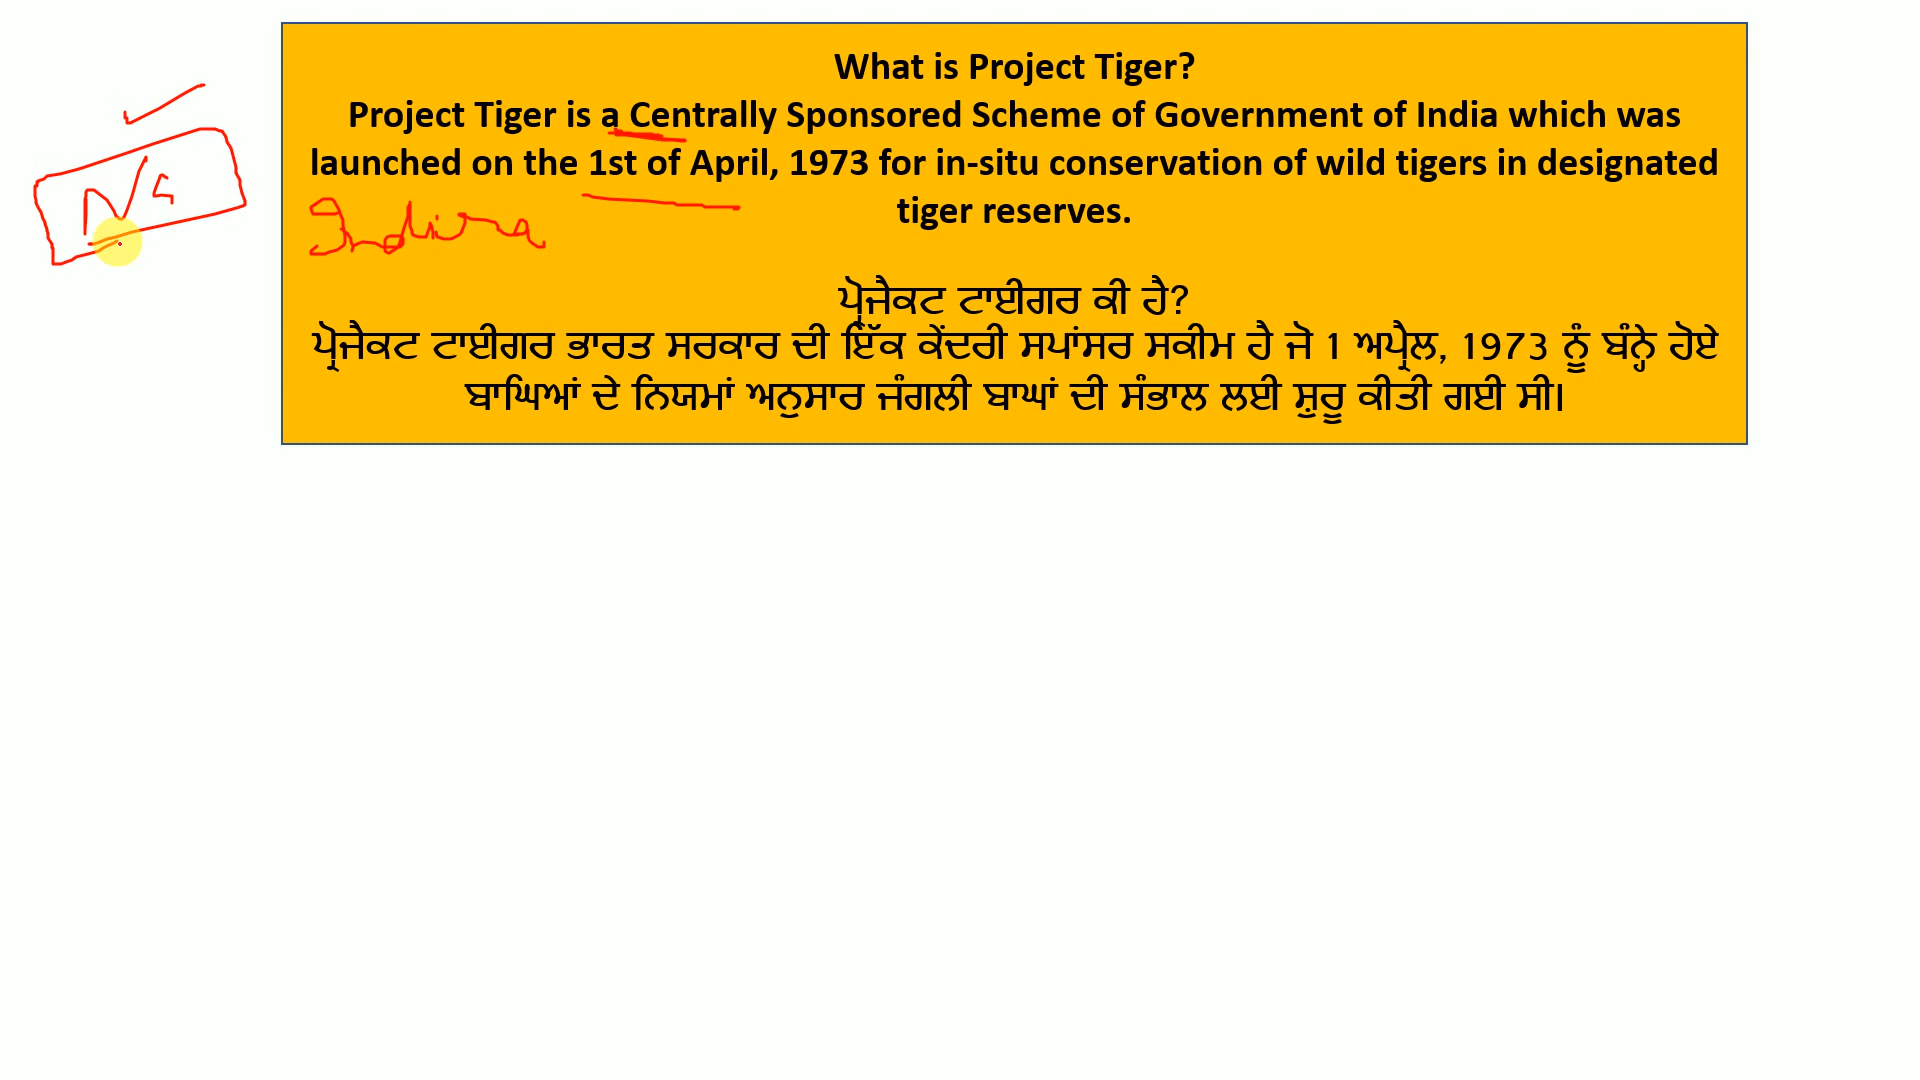 What is Project Tiger?
Project Tiger is a Centrally Sponsored Scheme of Government of India which was
launched on the 1st of April, 1973 for in-situ conservation of wild tigers in designated
tiger reserves.
Indira
ਪ੍ਰੋਜੈਕਟ ਟਾਈਗਰ ਕੀ ਹੈ?
ਪ੍ਰੋਜੈਕਟ ਟਾਈਗਰ ਭਾਰਤ ਸਰਕਾਰ ਦੀ ਇੱਕ ਕੇਂਦਰੀ ਸਪਾਂਸਰ ਸਕੀਮ ਹੈ ਜੋ 1 ਅਪ੍ਰੈਲ, 1973 ਨੂੰ ਬੰਨ੍ਹੇ ਹੋਏ
ਬਾਘਿਆਂ ਦੇ ਨਿਯਮਾਂ ਅਨੁਸਾਰ ਜੰਗਲੀ ਬਾਘਾਂ ਦੀ ਸੰਭਾਲ ਲਈ ਸ਼ੁਰੂ ਕੀਤੀ ਗਈ ਸੀ।